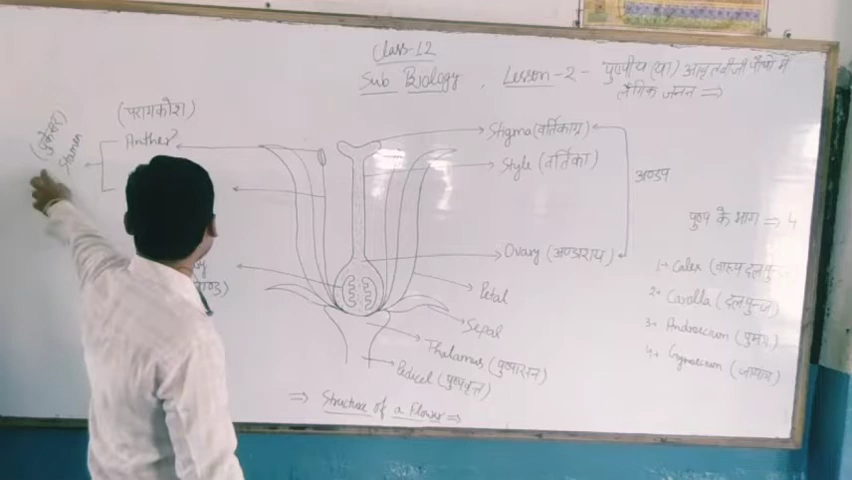 Class-12
Sub Biology , Lesson-2- पुष्पीय (या) आवृतबीजी पौधो मे
लैंगिक जनन ⇒
(परागकोश)
Anther
(पुंकेसर)
Stamen
Stigma (वर्तिकाग्र)
Style (वर्तिका)
अण्डप
Ovary (अण्डाशय)
Petal
Sepal
Thalamus (पुष्पासन)
Pedicel (पुष्पवृन्त)
⇒ Structure of a Flower ⇒
पुष्प के भाग ⇒ 4
1- Calex (बाह्य दलपुन्ज
2- Carolla (दलपुन्ज)
3- Androecium (पुमंग)
4- Gynoecium (जायांग)